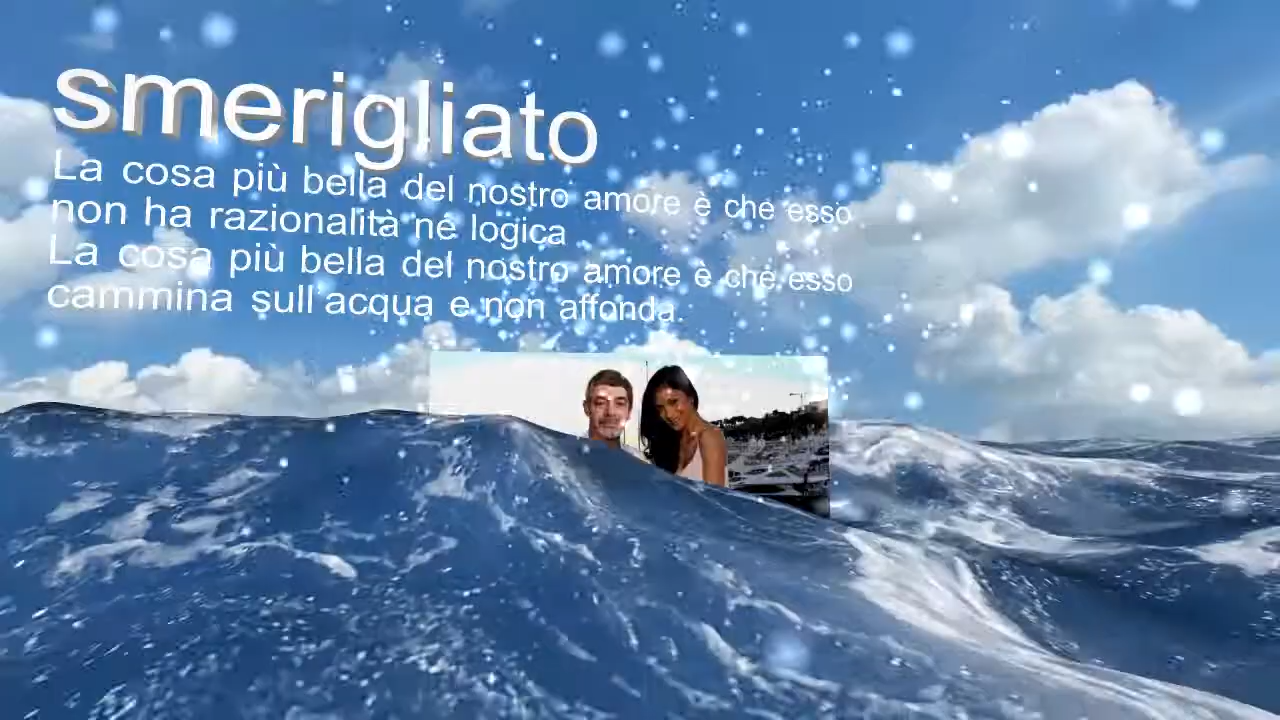 smerigliato
La cosa più bella del nostro amore è che esso
non ha razionalità nè logica
La cosa più bella del nostro amore è che esso
cammina sull'acqua e non affonda.